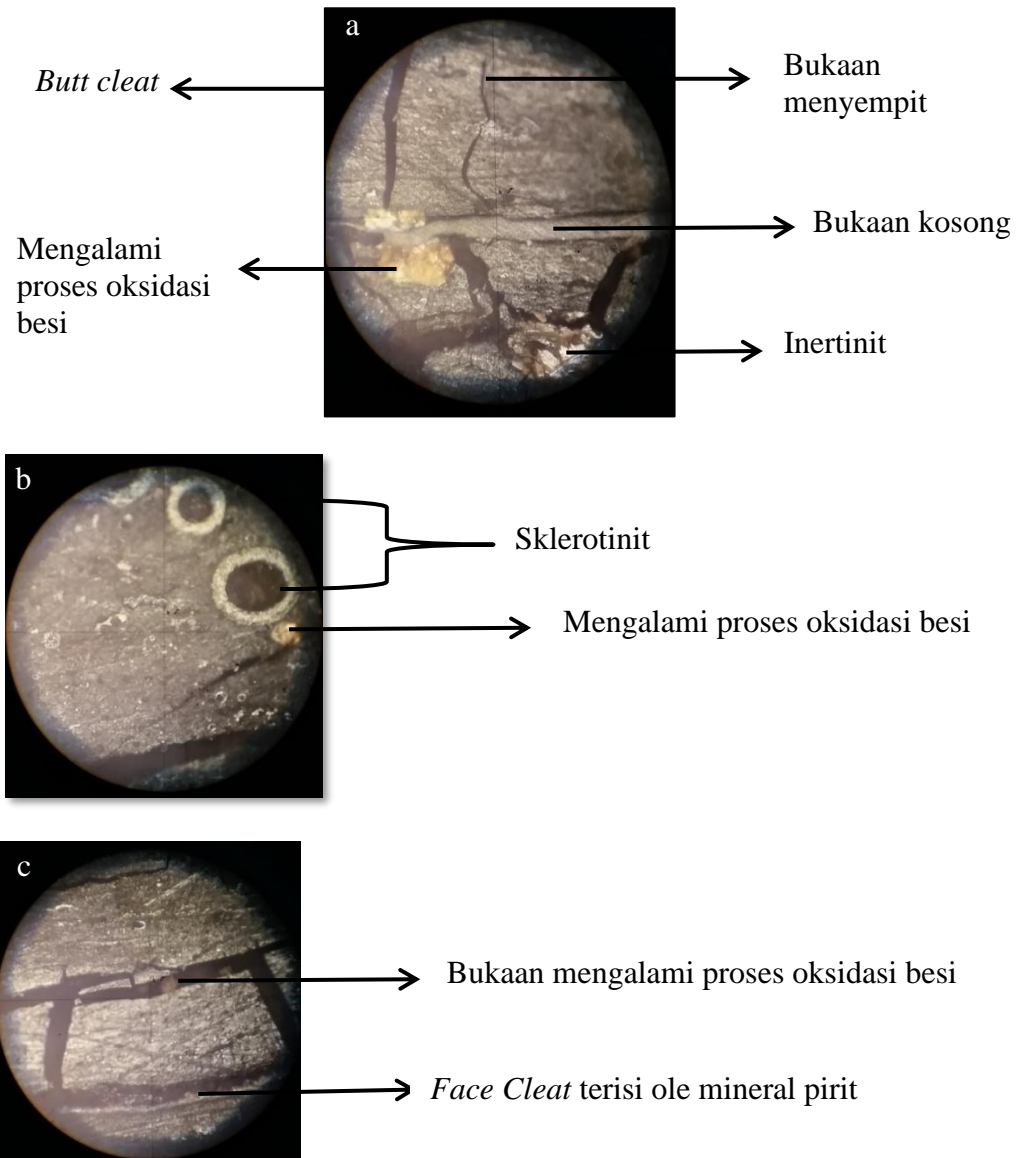 a
Butt cleat
Bukaan
menyempit
Bukaan kosong
Mengalami
proses oksidasi
besi
Inertinit
b
Sklerotinit
Mengalami proses oksidasi besi
c
Bukaan mengalami proses oksidasi besi
Face Cleat terisi ole mineral pirit